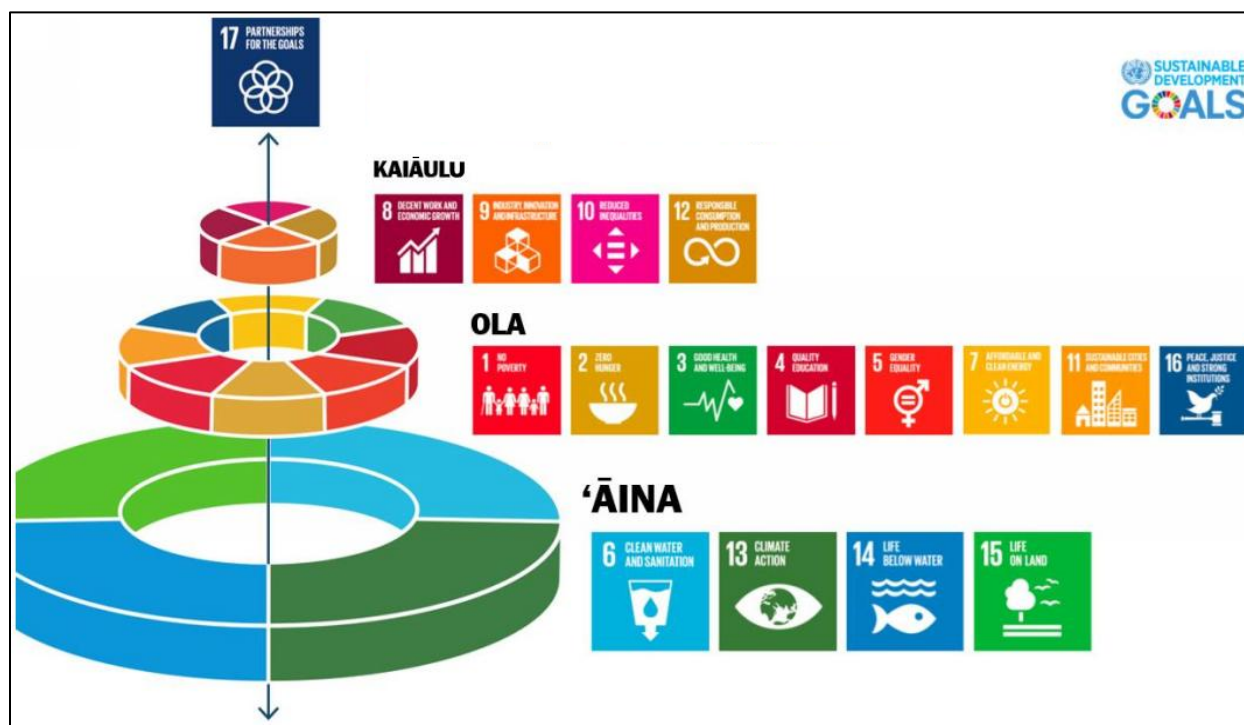 17 PARTNERSHIPS
FOR THE GOALS
SUSTAINABLE
DEVELOPMENT
GOALS
KAIĀULU
8 DECENT WORK AND
ECONOMIC GROWTH
9 INDUSTRY, INNOVATION
AND INFRASTRUCTURE
10 REDUCED
INEQUALITIES
12 RESPONSIBLE
CONSUMPTION
AND PRODUCTION
OLA
1 NO
POVERTY
2 ZERO
HUNGER
3 GOOD HEALTH
AND WELL-BEING
4 QUALITY
EDUCATION
5 GENDER
EQUALITY
7 AFFORDABLE AND
CLEAN ENERGY
11 SUSTAINABLE CITIES
AND COMMUNITIES
16 PEACE, JUSTICE
AND STRONG
INSTITUTIONS
ʻĀINA
6 CLEAN WATER
AND SANITATION
13 CLIMATE
ACTION
14 LIFE
BELOW WATER
15 LIFE
ON LAND